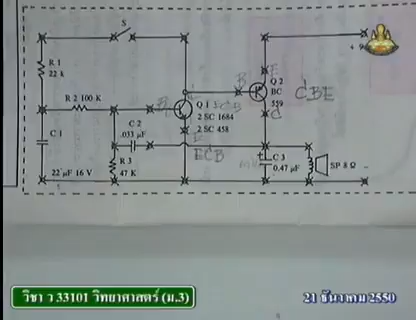 S
R 1
22 k
R 2 100 K
B
Q 1
2 SC 1684
2 SC 458
ECB
B
E
Q 2
BC
559
CBE
C 1
22 µF 16 V
C 2
.033 µF
R 3
47 K
C 3
0.47 µF
SP 8 Ω
วิชา ว 33101 วิทยาศาสตร์ (ม.3)
21 ธันวาคม 2550